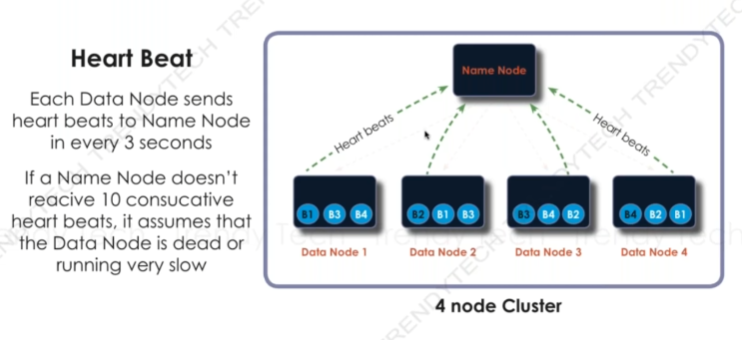 Heart Beat
Each Data Node sends
heart beats to Name Node
in every 3 seconds
If a Name Node doesn't
reacive 10 consucative
heart beats, it assumes that
the Data Node is dead or
running very slow
Name Node
Heart beats
Heart beats
B1 B3 B4
B2 B1 B3
B3 B4 B2
B4 B2 B1
Data Node 1
Data Node 2
Data Node 3
Data Node 4
4 node Cluster
TRENDYTECH